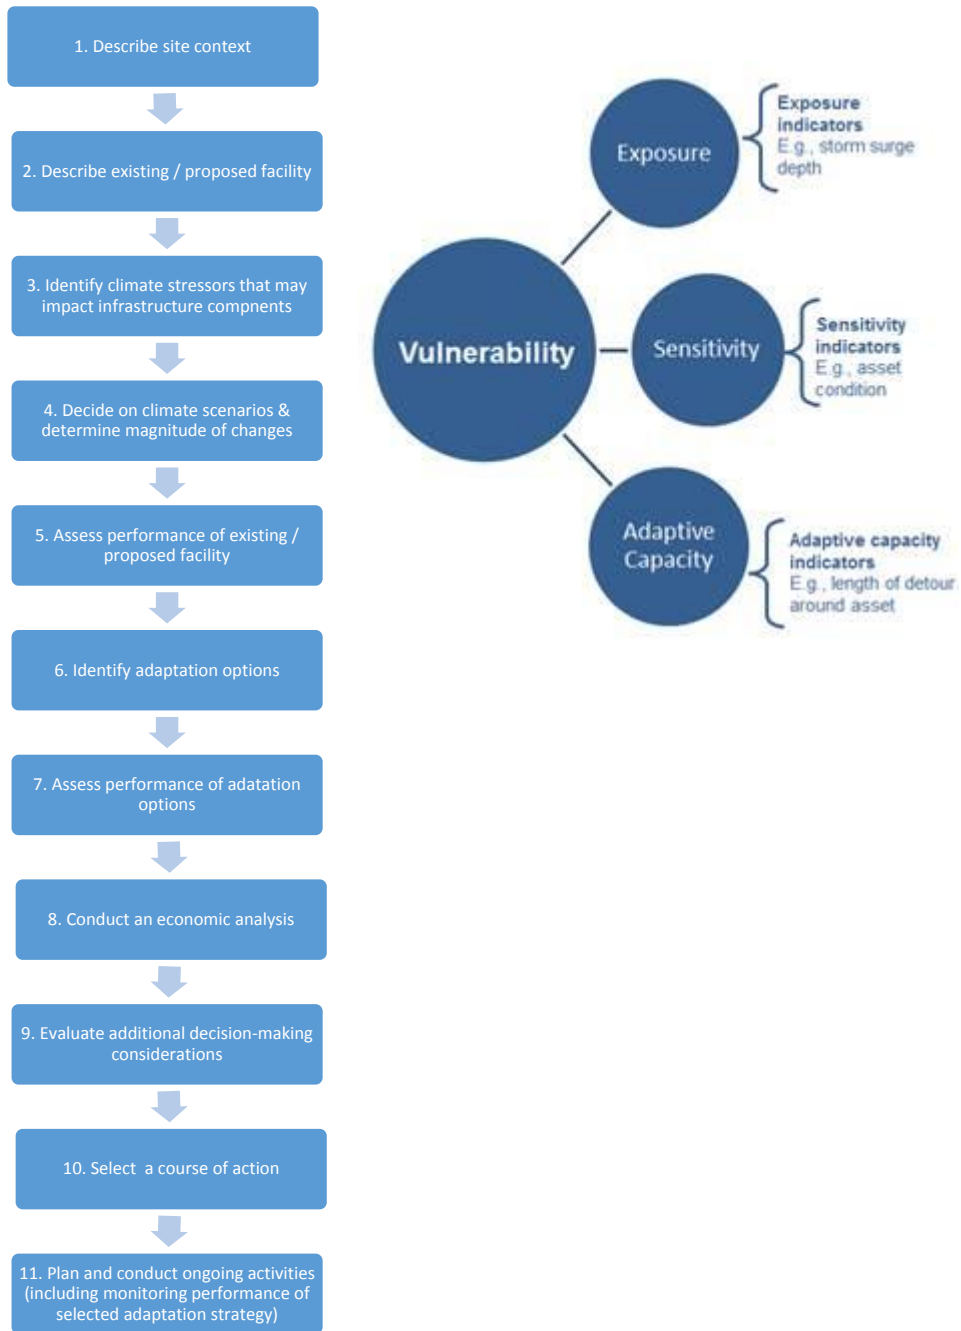 1. Describe site context
2. Describe existing / proposed facility
3. Identify climate stressors that may
impact infrastructure compnents
4. Decide on climate scenarios &
determine magnitude of changes
5. Assess performance of existing /
proposed facility
6. Identify adaptation options
7. Assess performance of adatation
options
8. Conduct an economic analysis
9. Evaluate additional decision-making
considerations
10. Select  a course of action
11. Plan and conduct ongoing activities
(including monitoring performance of
selected adaptation strategy)
Vulnerability
Exposure
Exposure
indicators
E.g., storm surge
depth
Sensitivity
Sensitivity
indicators
E.g., asset
condition
Adaptive
Capacity
Adaptive capacity
indicators
E.g., length of detour
around asset